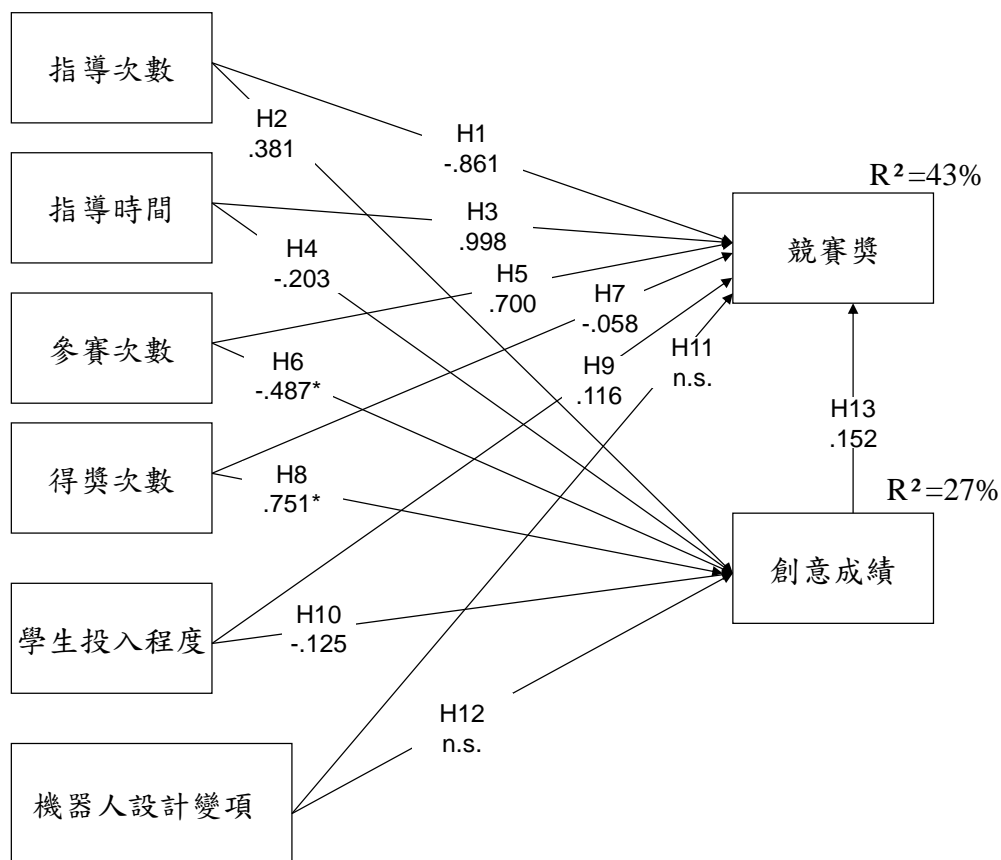 指導次數
H2
.381
H1
-.861
R²=43%
指導時間
H3
.998
競賽獎
H4
-.203
H5
.700
H7
-.058
參賽次數
H6
-.487*
H9
.116
H11
n.s.
H13
.152
得獎次數
H8
.751*
R²=27%
創意成績
學生投入程度
H10
-.125
H12
n.s.
機器人設計變項